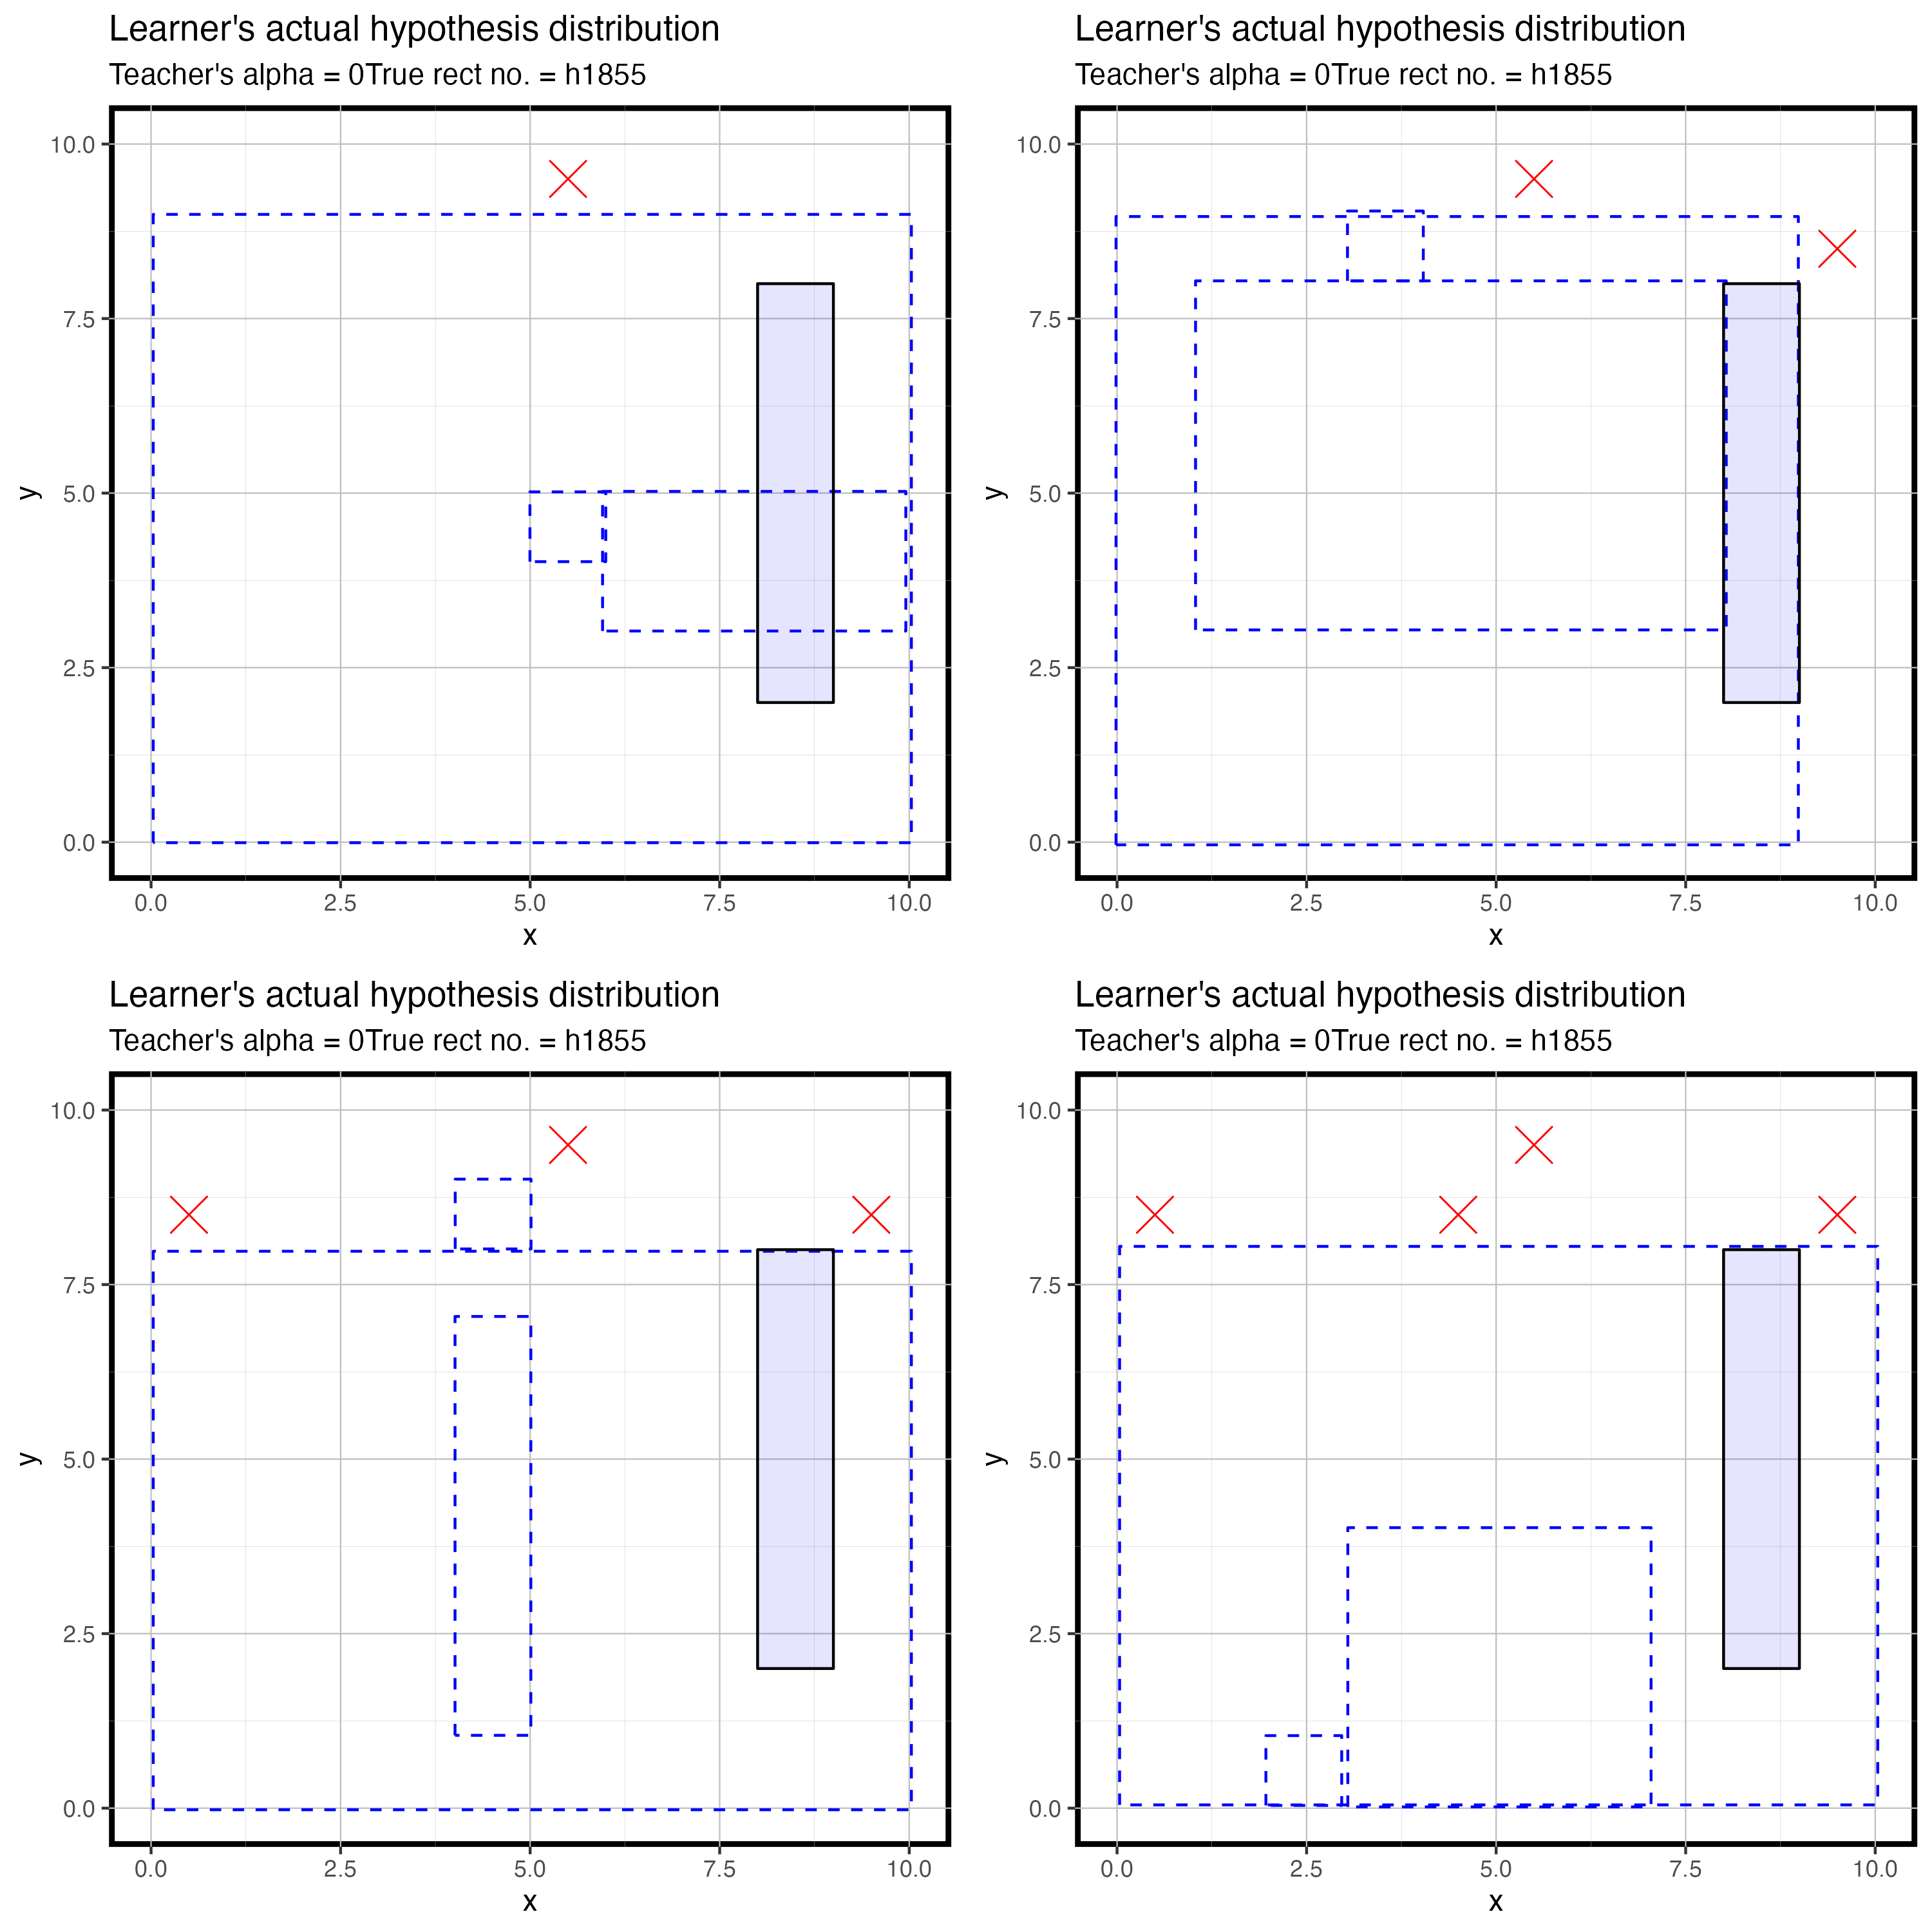 Learner's actual hypothesis distribution
Teacher's alpha = 0True rect no. = h1855
10.0
7.5
5.0
2.5
0.0
y
0.0 2.5 5.0 7.5 10.0
x
Learner's actual hypothesis distribution
Teacher's alpha = 0True rect no. = h1855
10.0
7.5
5.0
2.5
0.0
y
0.0 2.5 5.0 7.5 10.0
x
Learner's actual hypothesis distribution
Teacher's alpha = 0True rect no. = h1855
10.0
7.5
5.0
2.5
0.0
y
0.0 2.5 5.0 7.5 10.0
x
Learner's actual hypothesis distribution
Teacher's alpha = 0True rect no. = h1855
10.0
7.5
5.0
2.5
0.0
y
0.0 2.5 5.0 7.5 10.0
x